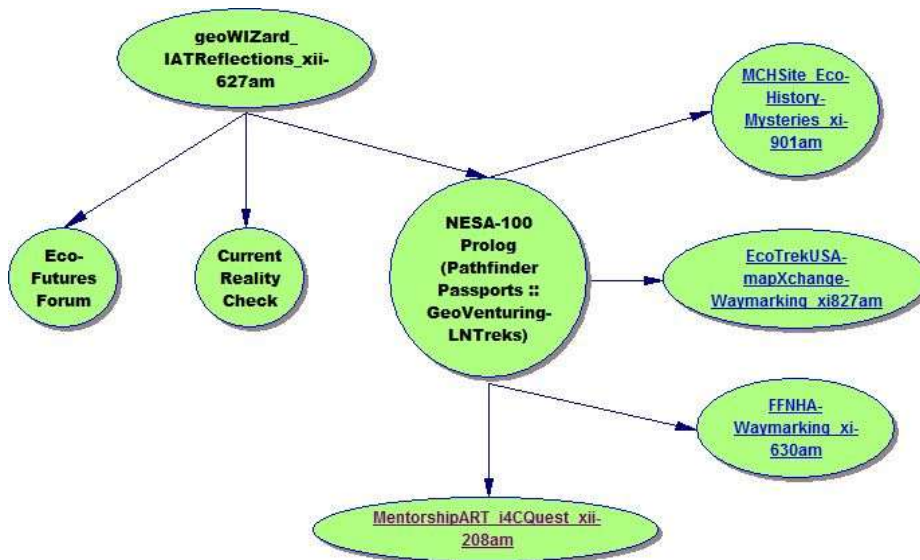 geoWIZard_
IATReflections_xii-
627am
MCHSite_Eco-
History-
Mysteries_xi-
901am
Eco-
Futures
Forum
Current
Reality
Check
NESA-100
Prolog
(Pathfinder
Passports ::
GeoVenturing-
LNTreks)
EcoTrekUSA-
mapXchange-
Waymarking_xi827am
FFNHA-
Waymarking_xi-
630am
MentorshipART_i4CQuest_xii-
208am